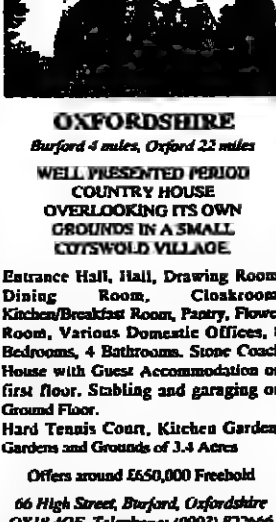 OXFORDSHIRE
Burford 4 miles, Oxford 22 miles
WELL PRESENTED PERIOD
COUNTRY HOUSE
OVERLOOKING ITS OWN
GROUNDS IN A SMALL
COTSWOLD VILLAGE
Entrance Hall, Hall, Drawing Room
Dining Room, Cloakroom
Kitchen/Breakfast Room, Pantry, Flowe
Room, Various Domestic Offices,
Bedrooms, 4 Bathrooms. Stone Coach
House with Guest Accommodation on
first floor. Stabling and garaging on
Ground Floor.
Hard Tennis Court, Kitchen Garden
Gardens and Grounds of 3.4 Acres
Offers around £650,000 Freehold
66 High Street, Burford, Oxfordshire
Telephone: